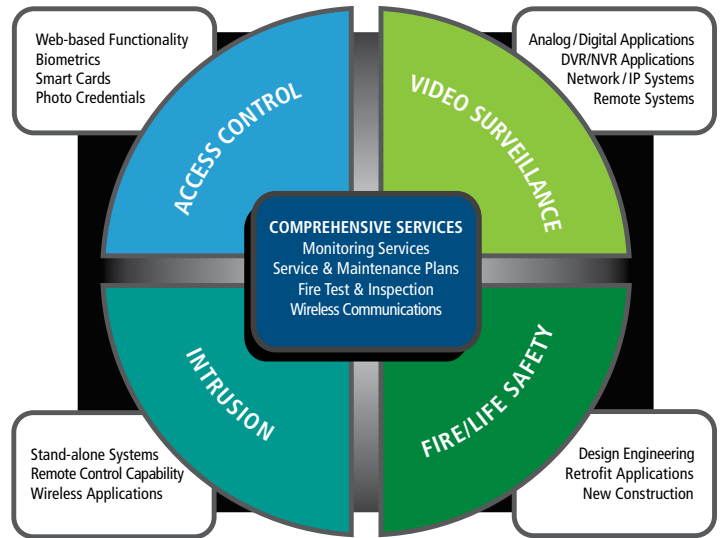 Web-based Functionality
Biometrics
Smart Cards
Photo Credentials
Analog/Digital Applications
DVR/NVR Applications
Network/IP Systems
Remote Systems
ACCESS CONTROL
VIDEO SURVEILLANCE
COMPREHENSIVE SERVICES
Monitoring Services
Service & Maintenance Plans
Fire Test & Inspection
Wireless Communications
INTRUSION
FIRE/LIFE SAFETY
Stand-alone Systems
Remote Control Capability
Wireless Applications
Design Engineering
Retrofit Applications
New Construction